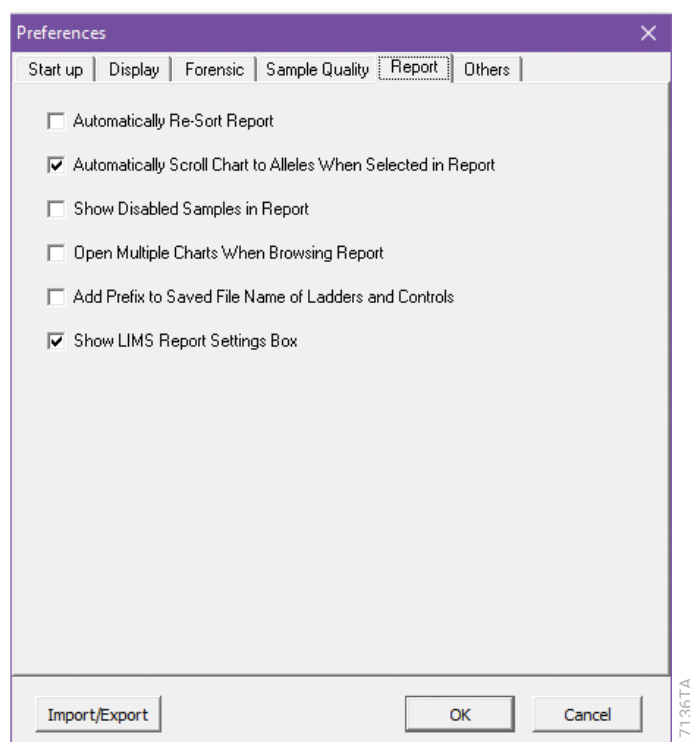 Preferences
Start up Display Forensic Sample Quality Report Others
Automatically Re-Sort Report
Automatically Scroll Chart to Alleles When Selected in Report
Show Disabled Samples in Report
Open Multiple Charts When Browsing Report
Add Prefix to Saved File Name of Ladders and Controls
Show LIMS Report Settings Box
Import/Export OK Cancel
7136TA